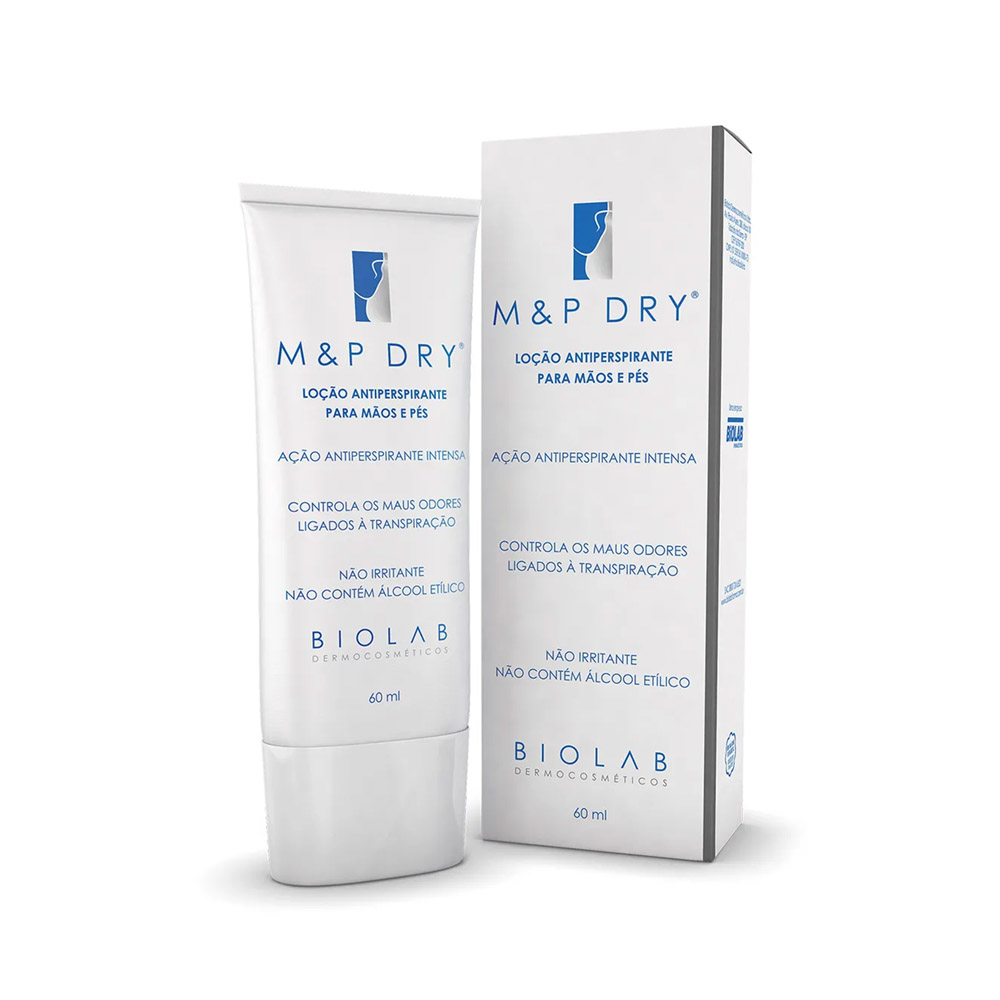 M & P DRY®
LOÇÃO ANTIPERSPIRANTE
PARA MÃOS E PÉS
AÇÃO ANTIPERSPIRANTE INTENSA
CONTROLA OS MAUS ODORES
LIGADOS À TRANSPIRAÇÃO
NÃO IRRITANTE
NÃO CONTÉM ÁLCOOL ETÍLICO
BIOLAB
DERMOCOSMÉTICOS
60 ml
M & P DRY®
LOÇÃO ANTIPERSPIRANTE
PARA MÃOS E PÉS
AÇÃO ANTIPERSPIRANTE INTENSA
CONTROLA OS MAUS ODORES
LIGADOS À TRANSPIRAÇÃO
NÃO IRRITANTE
NÃO CONTÉM ÁLCOOL ETÍLICO
BIOLAB
DERMOCOSMÉTICOS
60 ml
BIOLAB